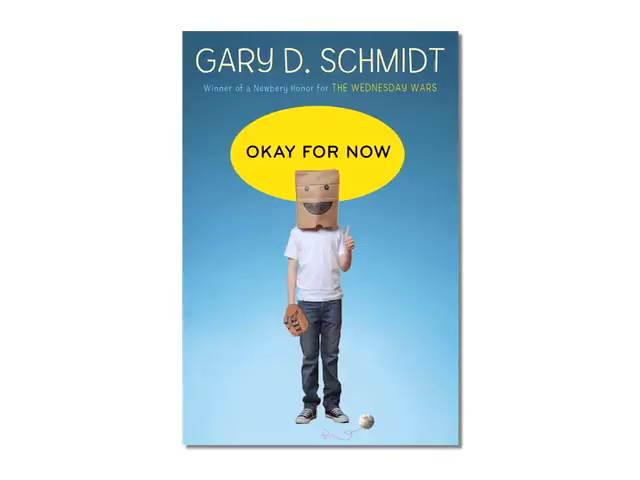 GARY D. SCHMIDT
Winner of a Newbery Honor for THE WEDNESDAY WARS
OKAY FOR NOW